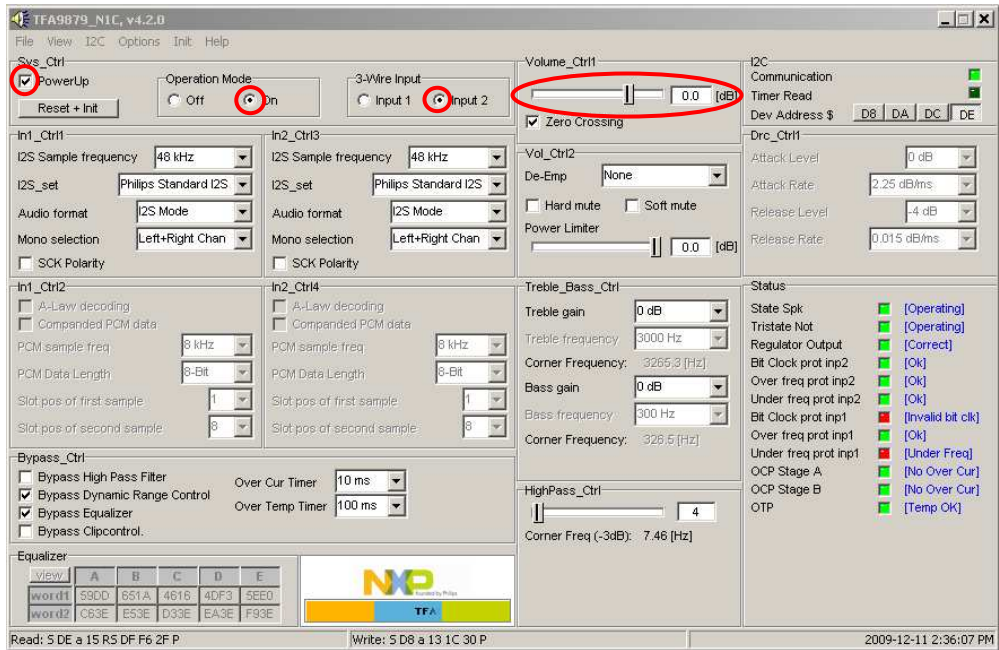 TFA9879_N1C, v4.2.0
File View I2C Options Init Help
Sys_Ctrl
PowerUp
Reset + Init
Operation Mode
Off On
3-Wire Input
Input 1 Input 2
Volume_Ctrl1
0.0 [dB]
Zero Crossing
I2C
Communication
Timer Read
Dev Address $ D8 DA DC DE
In1_Ctrl1
I2S Sample frequency 48 kHz
I2S_set Philips Standard I2S
Audio format I2S Mode
Mono selection Left+Right Chan
SCK Polarity
In2_Ctrl3
I2S Sample frequency 48 kHz
I2S_set Philips Standard I2S
Audio format I2S Mode
Mono selection Left+Right Chan
SCK Polarity
Vol_Ctrl2
De-Emp None
Hard mute Soft mute
Power Limiter
0.0 [dB]
Drc_Ctrl1
Attack Level 0 dB
Attack Rate 2.25 dB/ms
Release Level -4 dB
Release Rate 0.015 dB/ms
In1_Ctrl2
A-Law decoding
Companded PCM data
PCM sample freq 8 kHz
PCM Data Length 8-Bit
Slot pos of first sample 1
Slot pos of second sample 8
In2_Ctrl4
A-Law decoding
Companded PCM data
PCM sample freq 8 kHz
PCM Data Length 8-Bit
Slot pos of first sample 1
Slot pos of second sample 8
Treble_Bass_Ctrl
Treble gain 0 dB
Treble frequency 3000 Hz
Corner Frequency: 3265.3 [Hz]
Bass gain 0 dB
Bass frequency 300 Hz
Corner Frequency: 326.5 [Hz]
Status
State Spk [Operating]
Tristate Not [Operating]
Regulator Output [Correct]
Bit Clock prot inp2 [Ok]
Over freq prot inp2 [Ok]
Under freq prot inp2 [Ok]
Bit Clock prot inp1 [Invalid bit clk]
Over freq prot inp1 [Ok]
Under freq prot inp1 [Under Freq]
OCP Stage A [No Over Cur]
OCP Stage B [No Over Cur]
OTP [Temp OK]
Bypass_Ctrl
Bypass High Pass Filter
Bypass Dynamic Range Control
Bypass Equalizer
Bypass Clipcontrol.
Over Cur Timer 10 ms
Over Temp Timer 100 ms
HighPass_Ctrl
4
Corner Freq (-3dB): 7.46 [Hz]
Equalizer
view A B C D E
word1 59DD 651A 4616 4DF3 5EE0
word2 C63E E53E D33E EA3E F93E
NXP
founded by Philips
TFA
Read: S DE a 15 RS DF F6 2F P
Write: S D8 a 13 1C 30 P
2009-12-11 2:36:07 PM